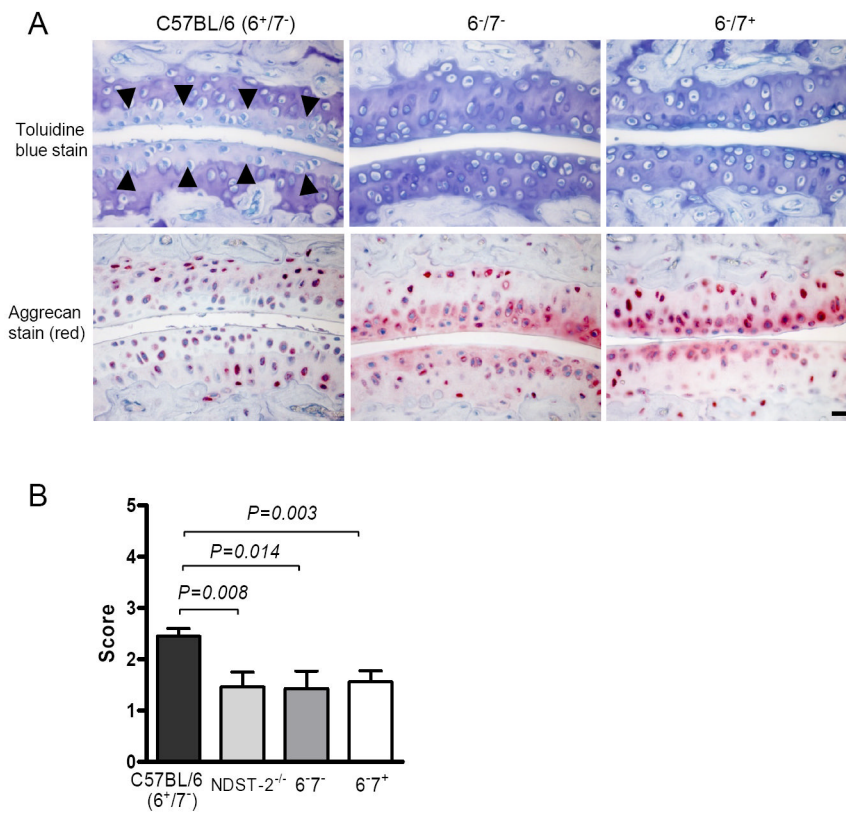 A
C57BL/6 (6⁺/7⁻)
6⁻/7⁻
6⁻/7⁺
Toluidine
blue stain
Aggrecan
stain (red)
B
Score
5
4
3
2
1
0
P=0.003
P=0.014
P=0.008
C57BL/6
(6⁺/7⁻)
NDST-2⁻/⁻
6⁻7⁻
6⁻7⁺